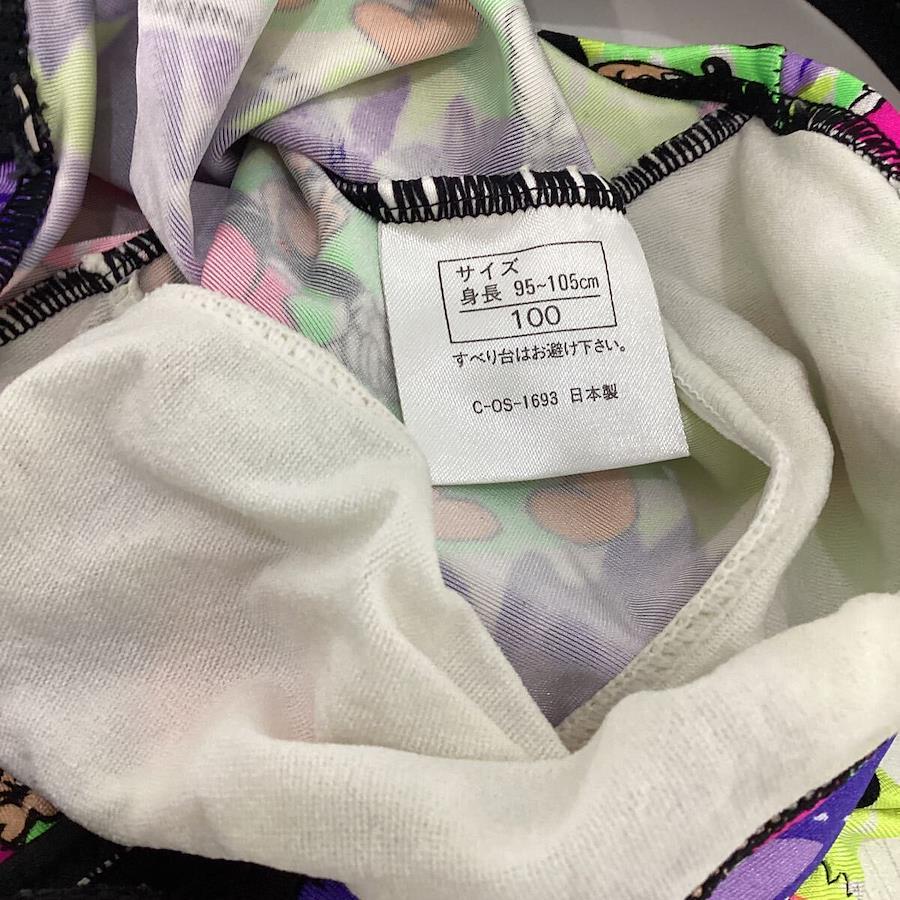 サイズ
身長 95~105cm
100
すべり台はお避け下さい。
C-OS-1693 日本製